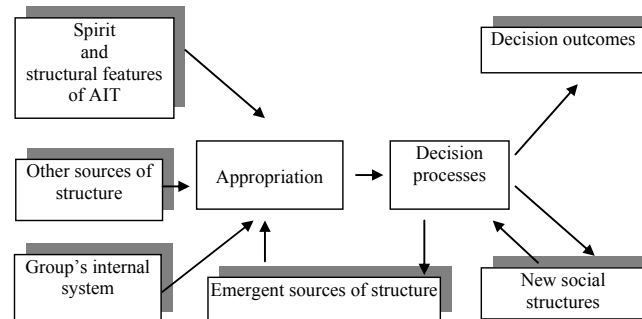 Spirit
and
structural features
of AIT
Decision outcomes
Other sources of
structure
Appropriation
Decision
processes
Group's internal
system
Emergent sources of structure
New social
structures